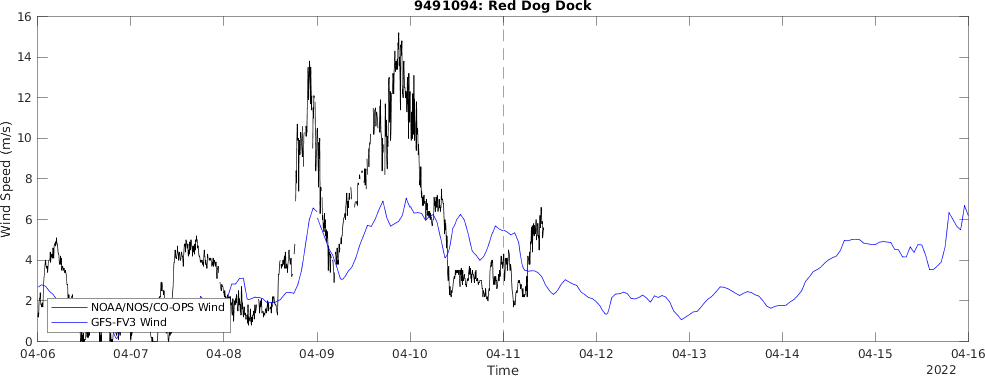 9491094: Red Dog Dock
16
14
12
10
8
6
4
2
0
Wind Speed (m/s)
NOAA/NOS/CO-OPS Wind
GFS-FV3 Wind
04-06 04-07 04-08 04-09 04-10 04-11 04-12 04-13 04-14 04-15 04-16
Time
2022